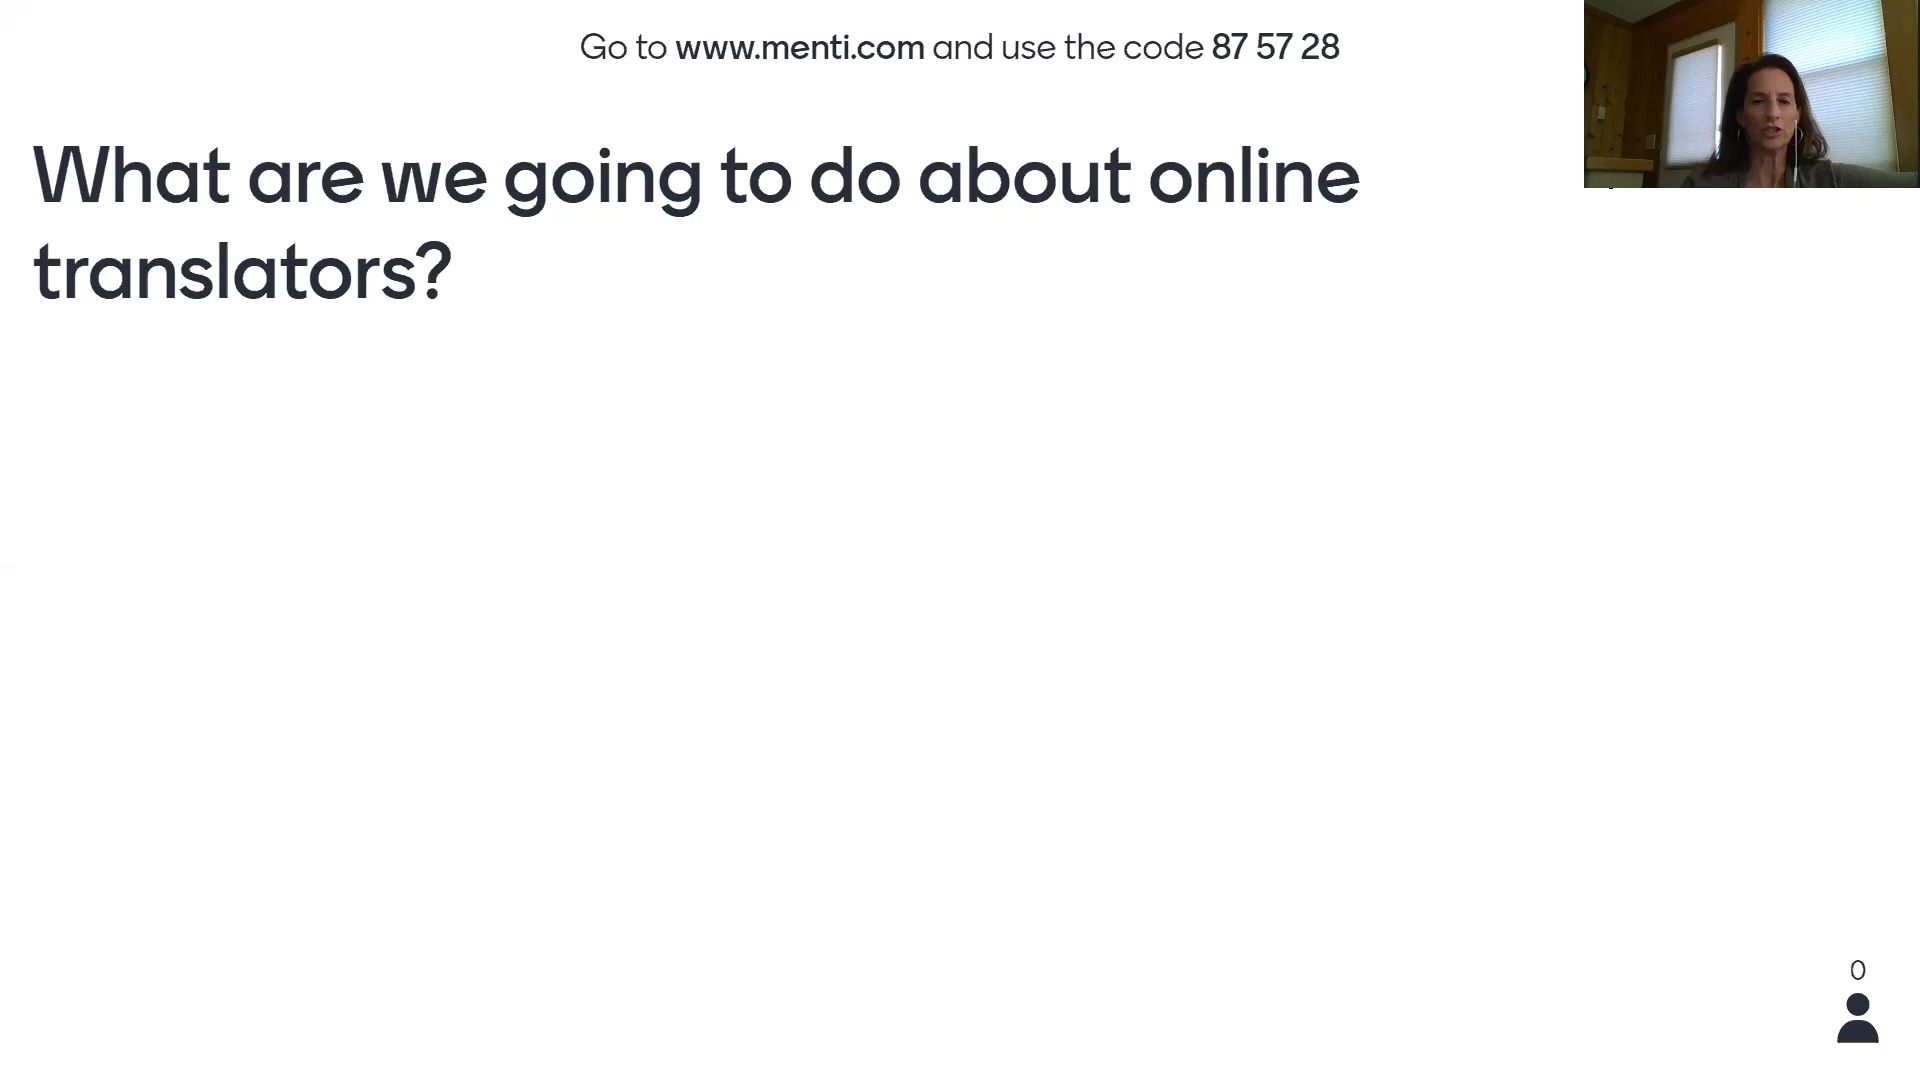 Go to www.menti.com and use the code 87 57 28
What are we going to do about online
translators?
0